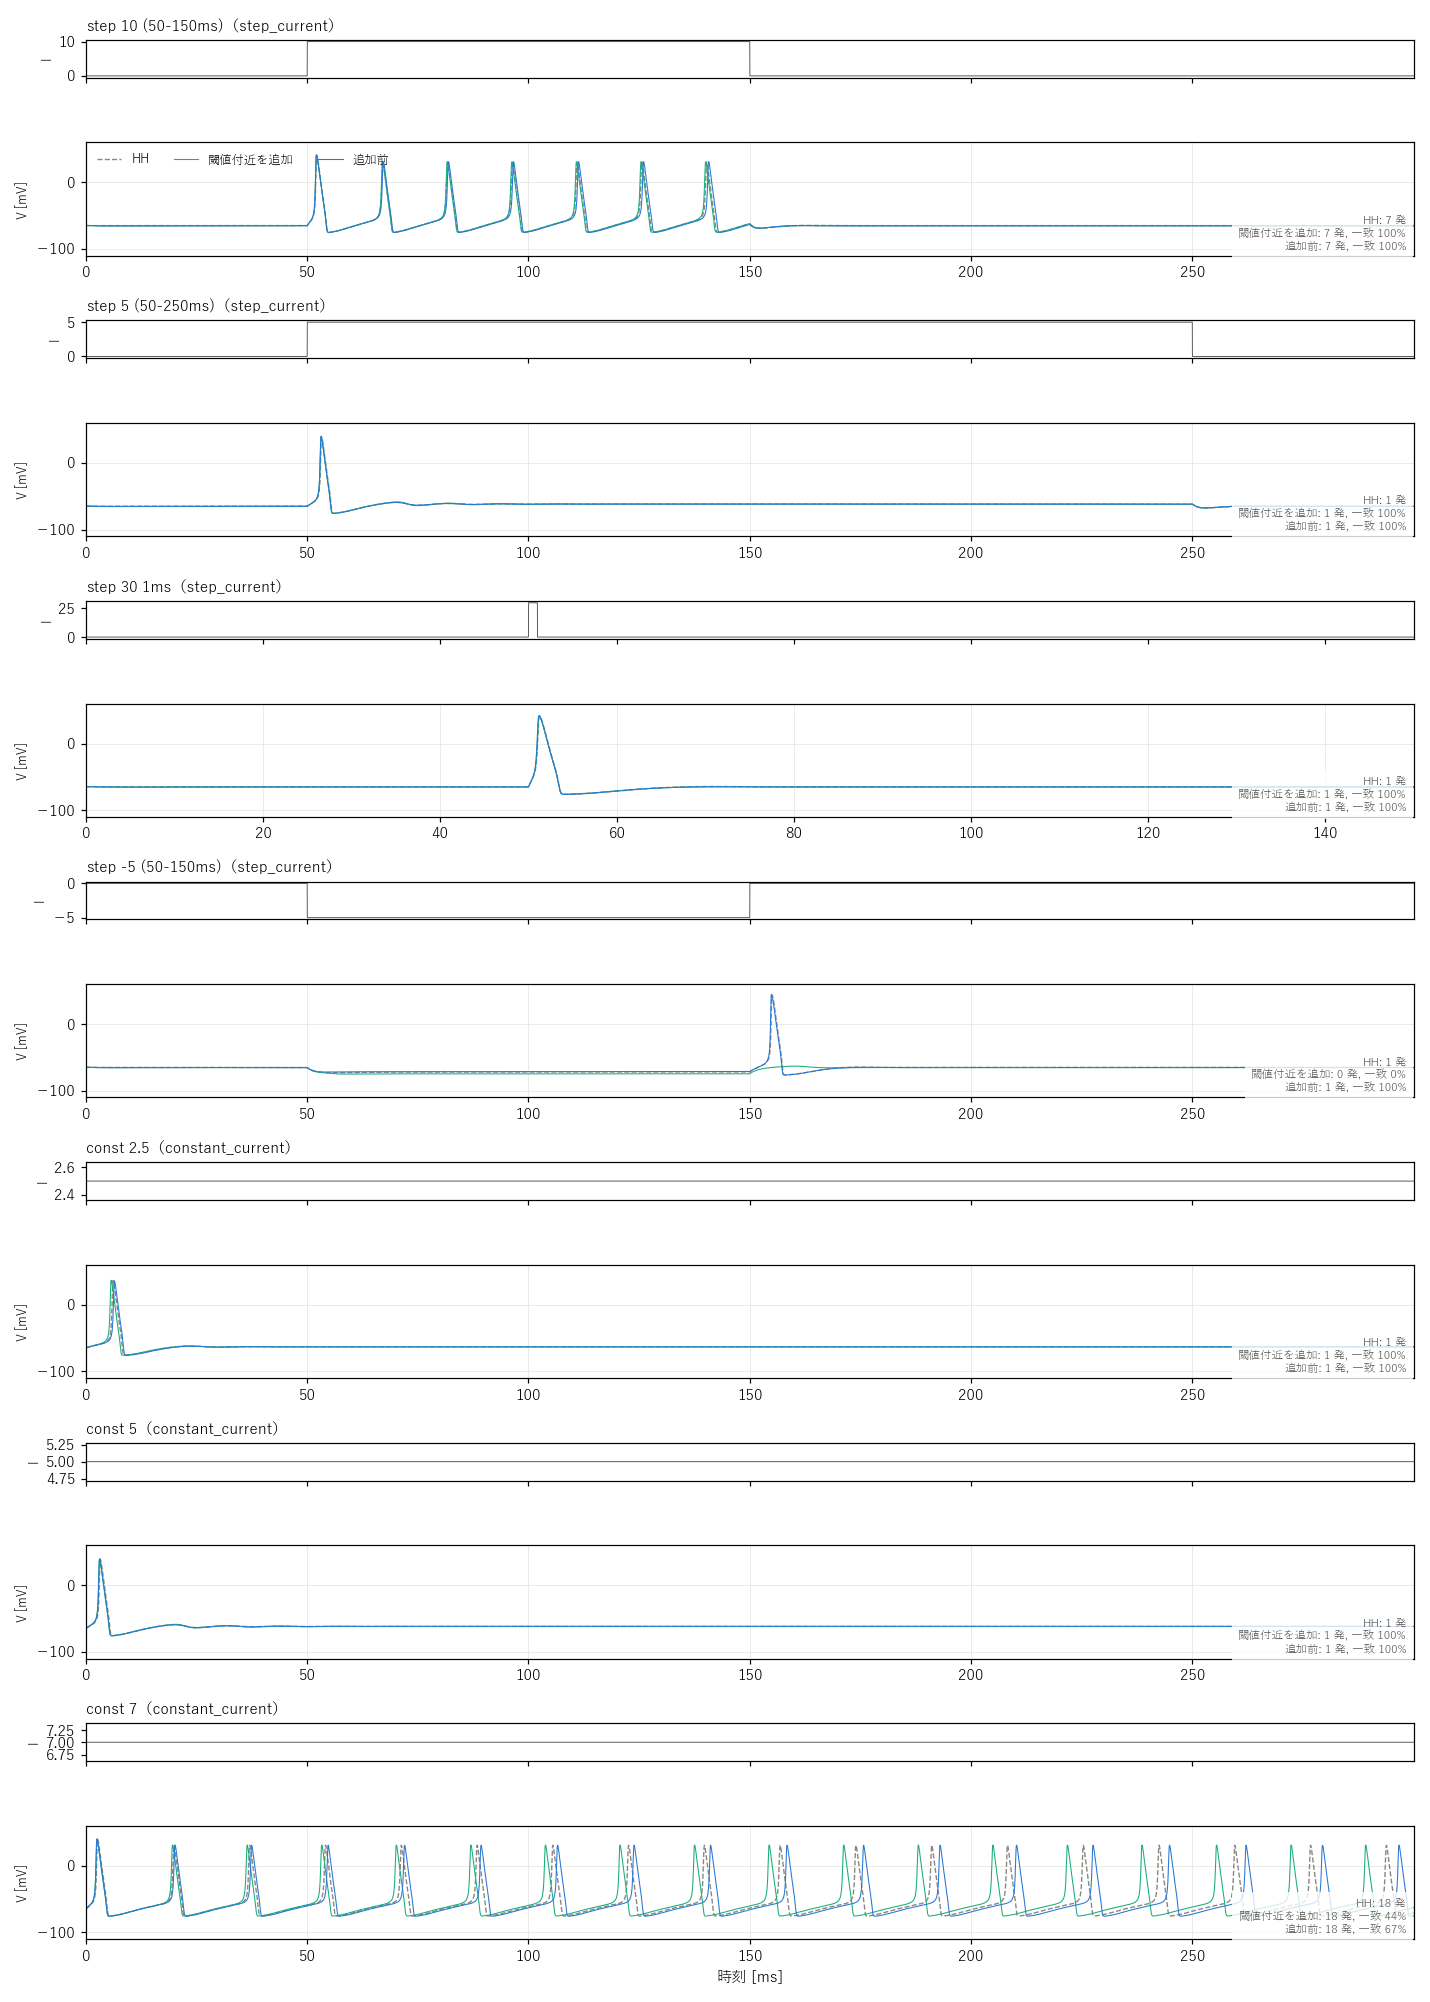 step 10 (50-150ms)（step_current）
10
0
I
HH
閾値付近を追加
追加前
0
−100
V [mV]
HH: 7 発
閾値付近を追加: 7 発, 一致 100%
追加前: 7 発, 一致 100%
0 50 100 150 200 250
step 5 (50-250ms)（step_current）
5
0
I
0
−100
V [mV]
HH: 1 発
閾値付近を追加: 1 発, 一致 100%
追加前: 1 発, 一致 100%
0 50 100 150 200 250
step 30 1ms（step_current）
25
0
I
0
−100
V [mV]
HH: 1 発
閾値付近を追加: 1 発, 一致 100%
追加前: 1 発, 一致 100%
0 20 40 60 80 100 120 140
step -5 (50-150ms)（step_current）
0
−5
I
0
−100
V [mV]
HH: 1 発
閾値付近を追加: 0 発, 一致 0%
追加前: 1 発, 一致 100%
0 50 100 150 200 250
const 2.5（constant_current）
2.6
2.4
I
0
−100
V [mV]
HH: 1 発
閾値付近を追加: 1 発, 一致 100%
追加前: 1 発, 一致 100%
0 50 100 150 200 250
const 5（constant_current）
5.25
5.00
4.75
I
0
−100
V [mV]
HH: 1 発
閾値付近を追加: 1 発, 一致 100%
追加前: 1 発, 一致 100%
0 50 100 150 200 250
const 7（constant_current）
7.25
7.00
6.75
I
0
−100
V [mV]
HH: 18 発
閾値付近を追加: 18 発, 一致 44%
追加前: 18 発, 一致 67%
0 50 100 150 200 250
時刻 [ms]